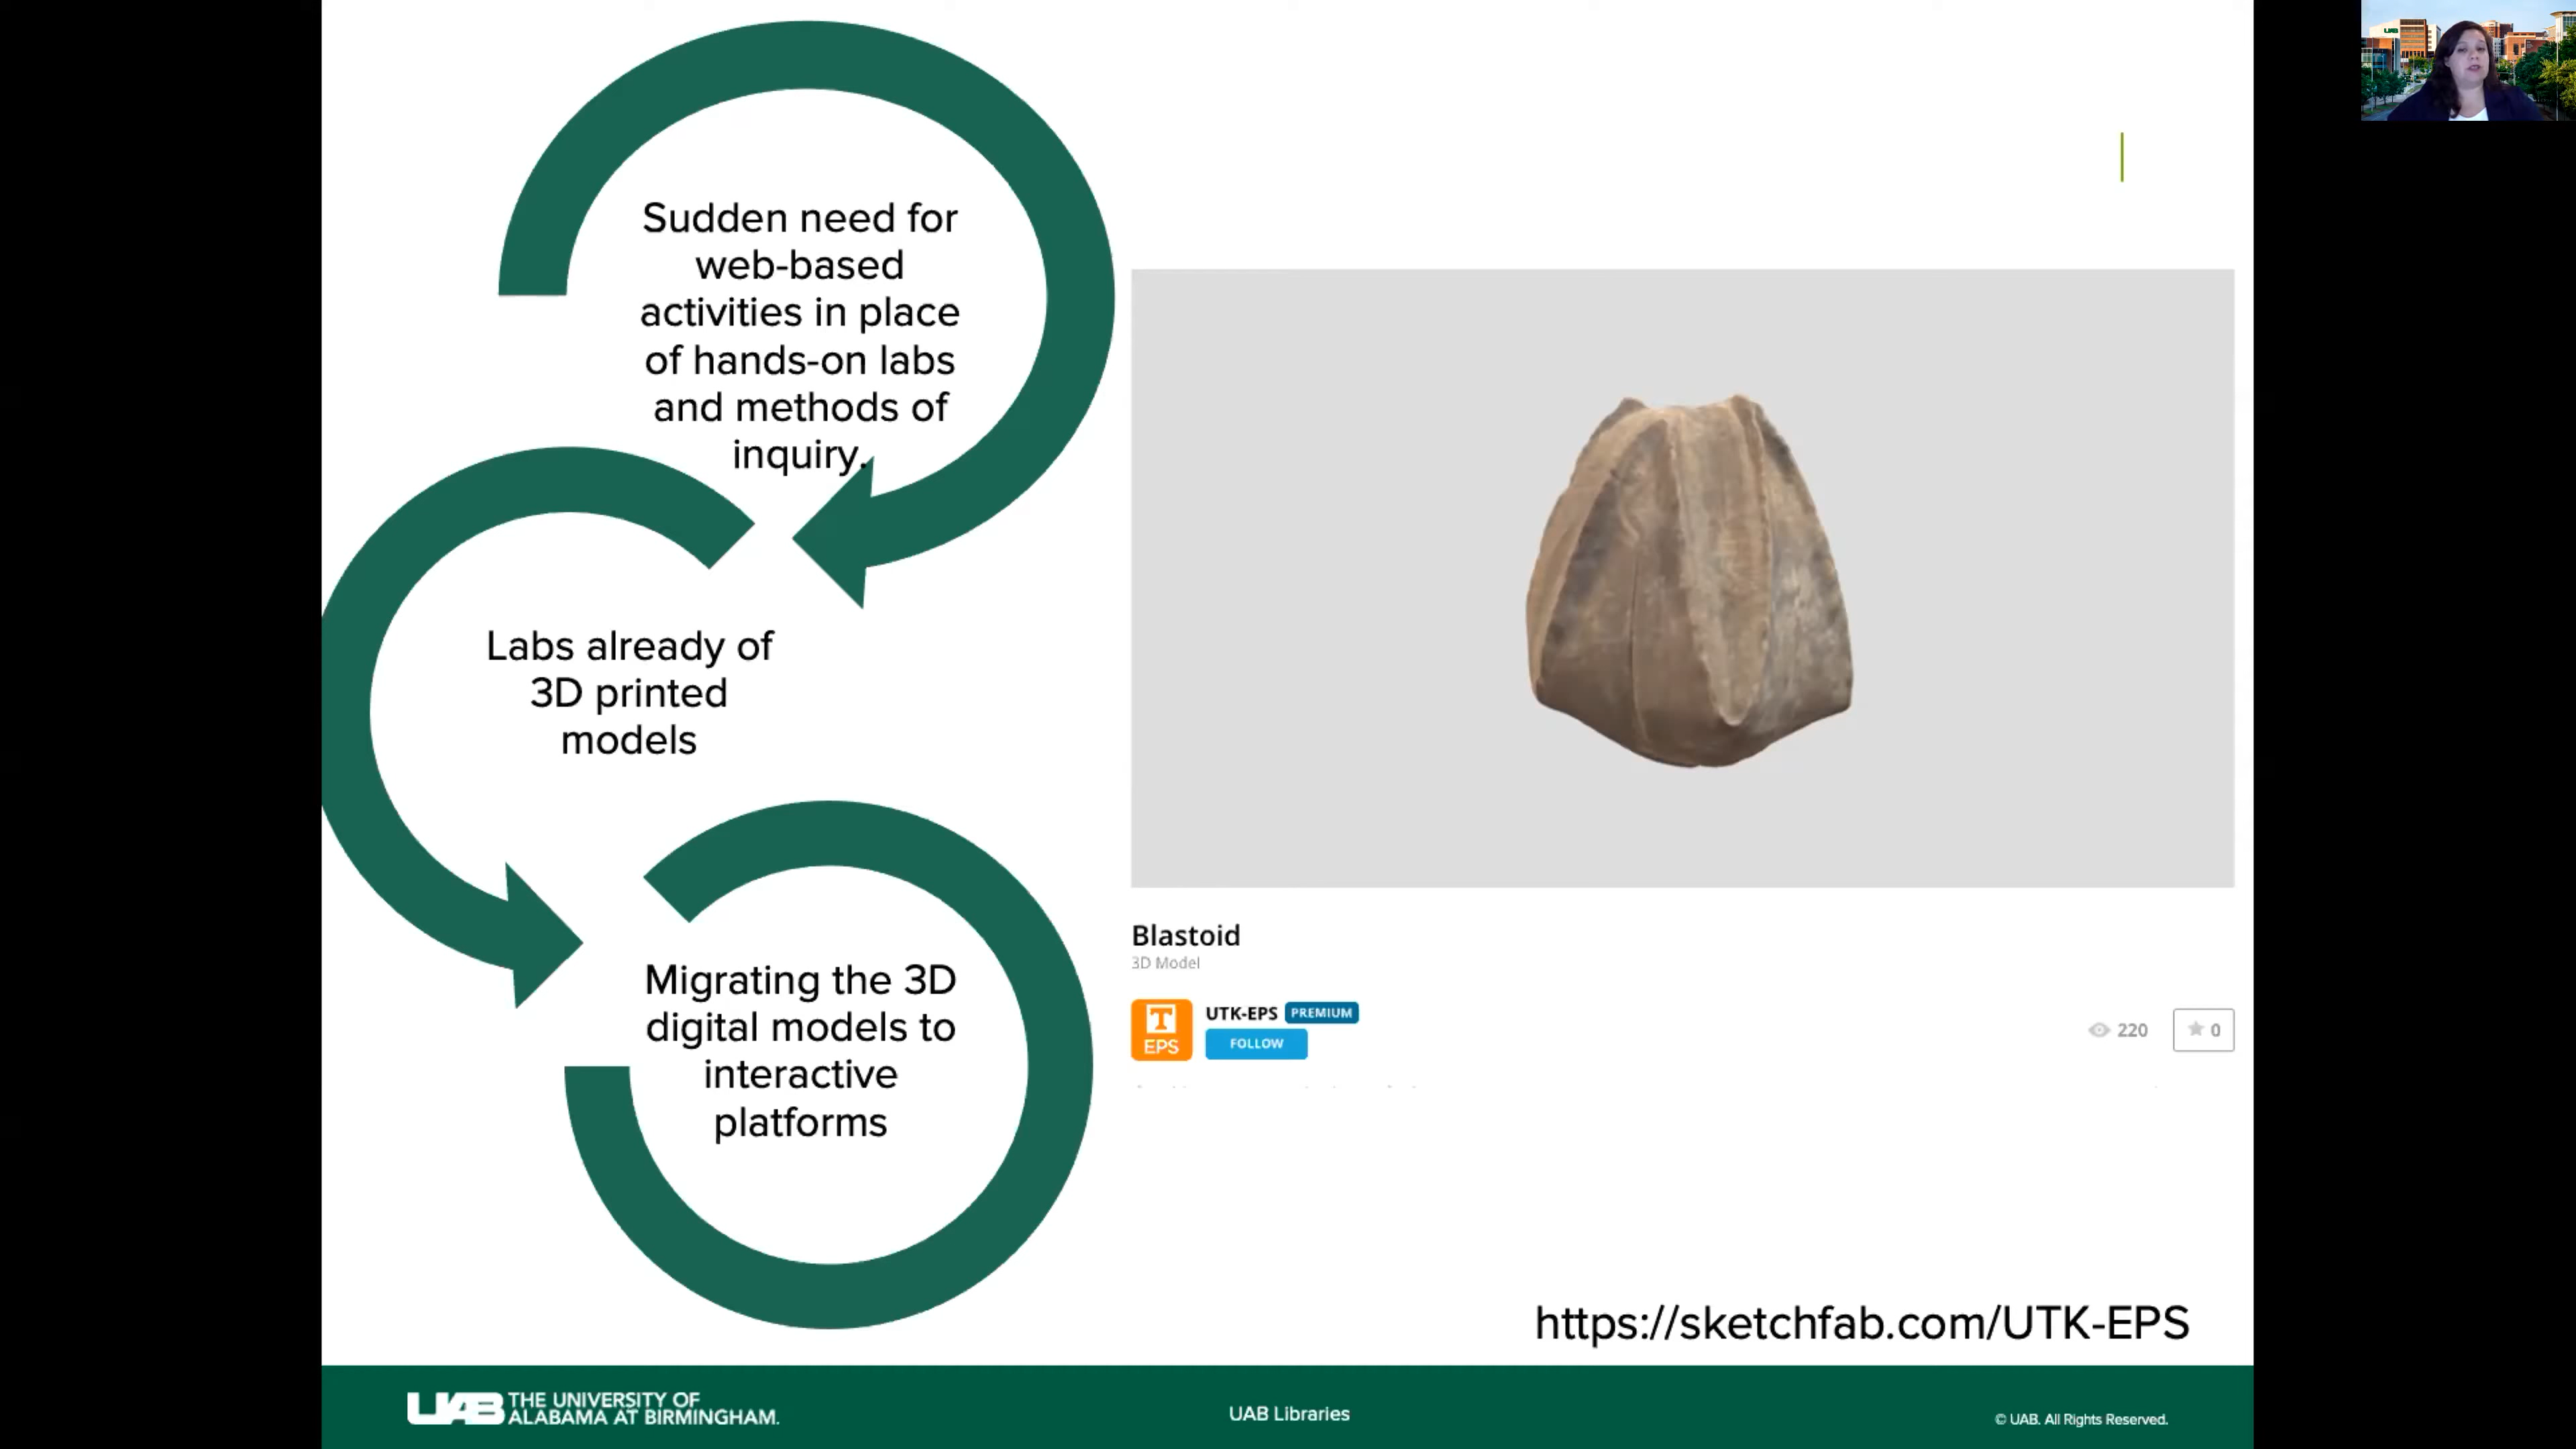 Sudden need for
web-based
activities in place
of hands-on labs
and methods of
inquiry.
Labs already of
3D printed
models
Migrating the 3D
digital models to
interactive
platforms
Blastoid
3D Model
T
EPS
UTK-EPS PREMIUM
FOLLOW
220
0
https://sketchfab.com/UTK-EPS
UAB THE UNIVERSITY OF
ALABAMA AT BIRMINGHAM.
UAB Libraries
© UAB. All Rights Reserved.
UAB